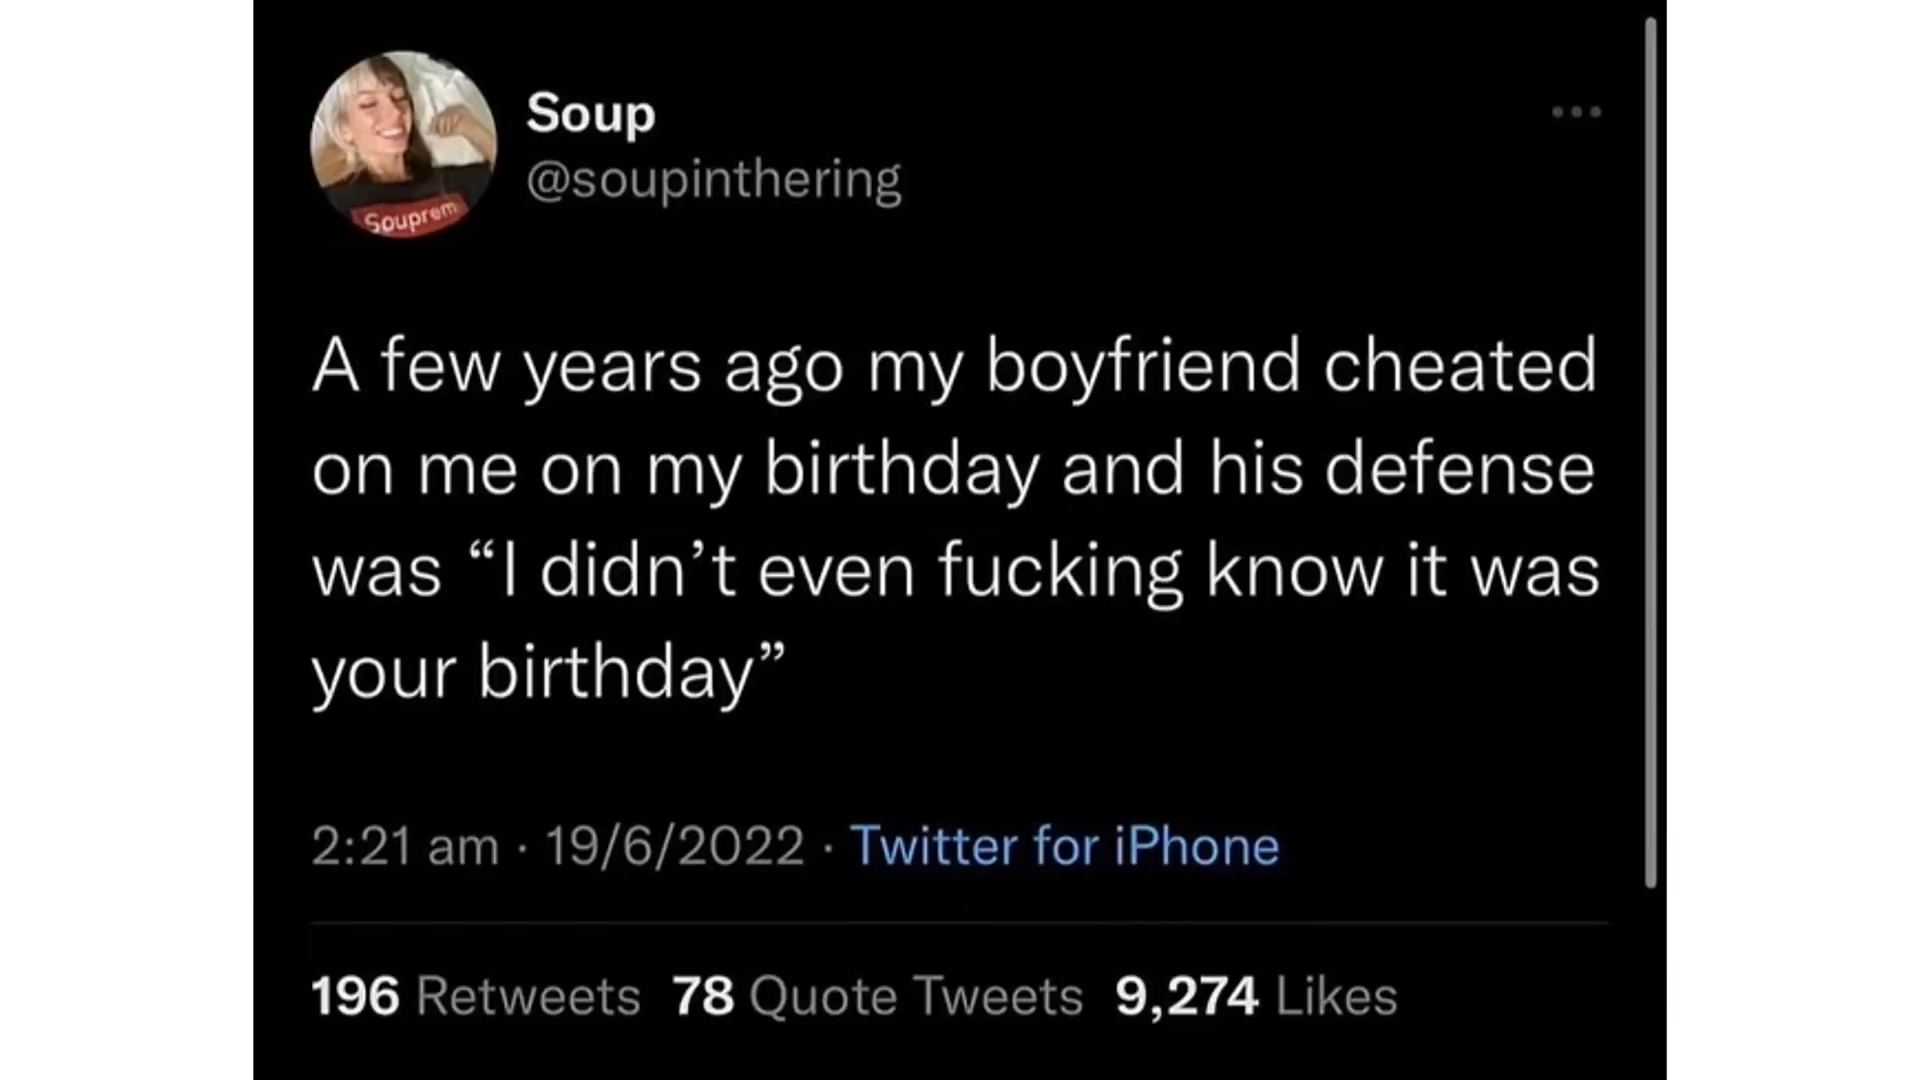 Soup
@soupinthering
Souprem
A few years ago my boyfriend cheated
on me on my birthday and his defense
was “I didn’t even fucking know it was
your birthday”
2:21 am · 19/6/2022 · Twitter for iPhone
196 Retweets 78 Quote Tweets 9,274 Likes